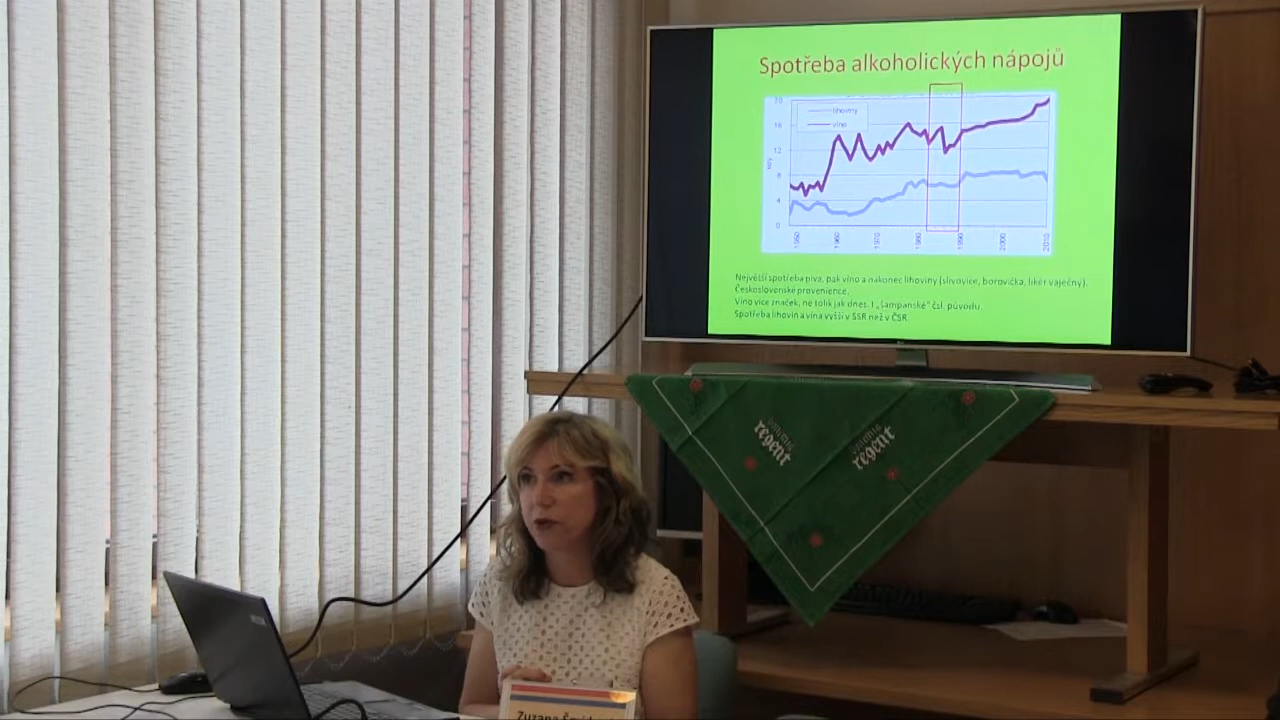 Spotřeba alkoholických nápojů
lihoviny
víno
20
16
12
8
4
0
1950
1960
1970
1980
1990
2000
2010
Největší spotřeba piva, pak víno a nakonec lihoviny (slivovice, borovička, likér vaječný).
Československé provenience.
Víno více značek, ne tolik jak dnes. I „šampaňské“ čsl. původu.
Spotřeba lihovin a vína vyšší v SSR než v ČSR.
regent
regent
Zuzana